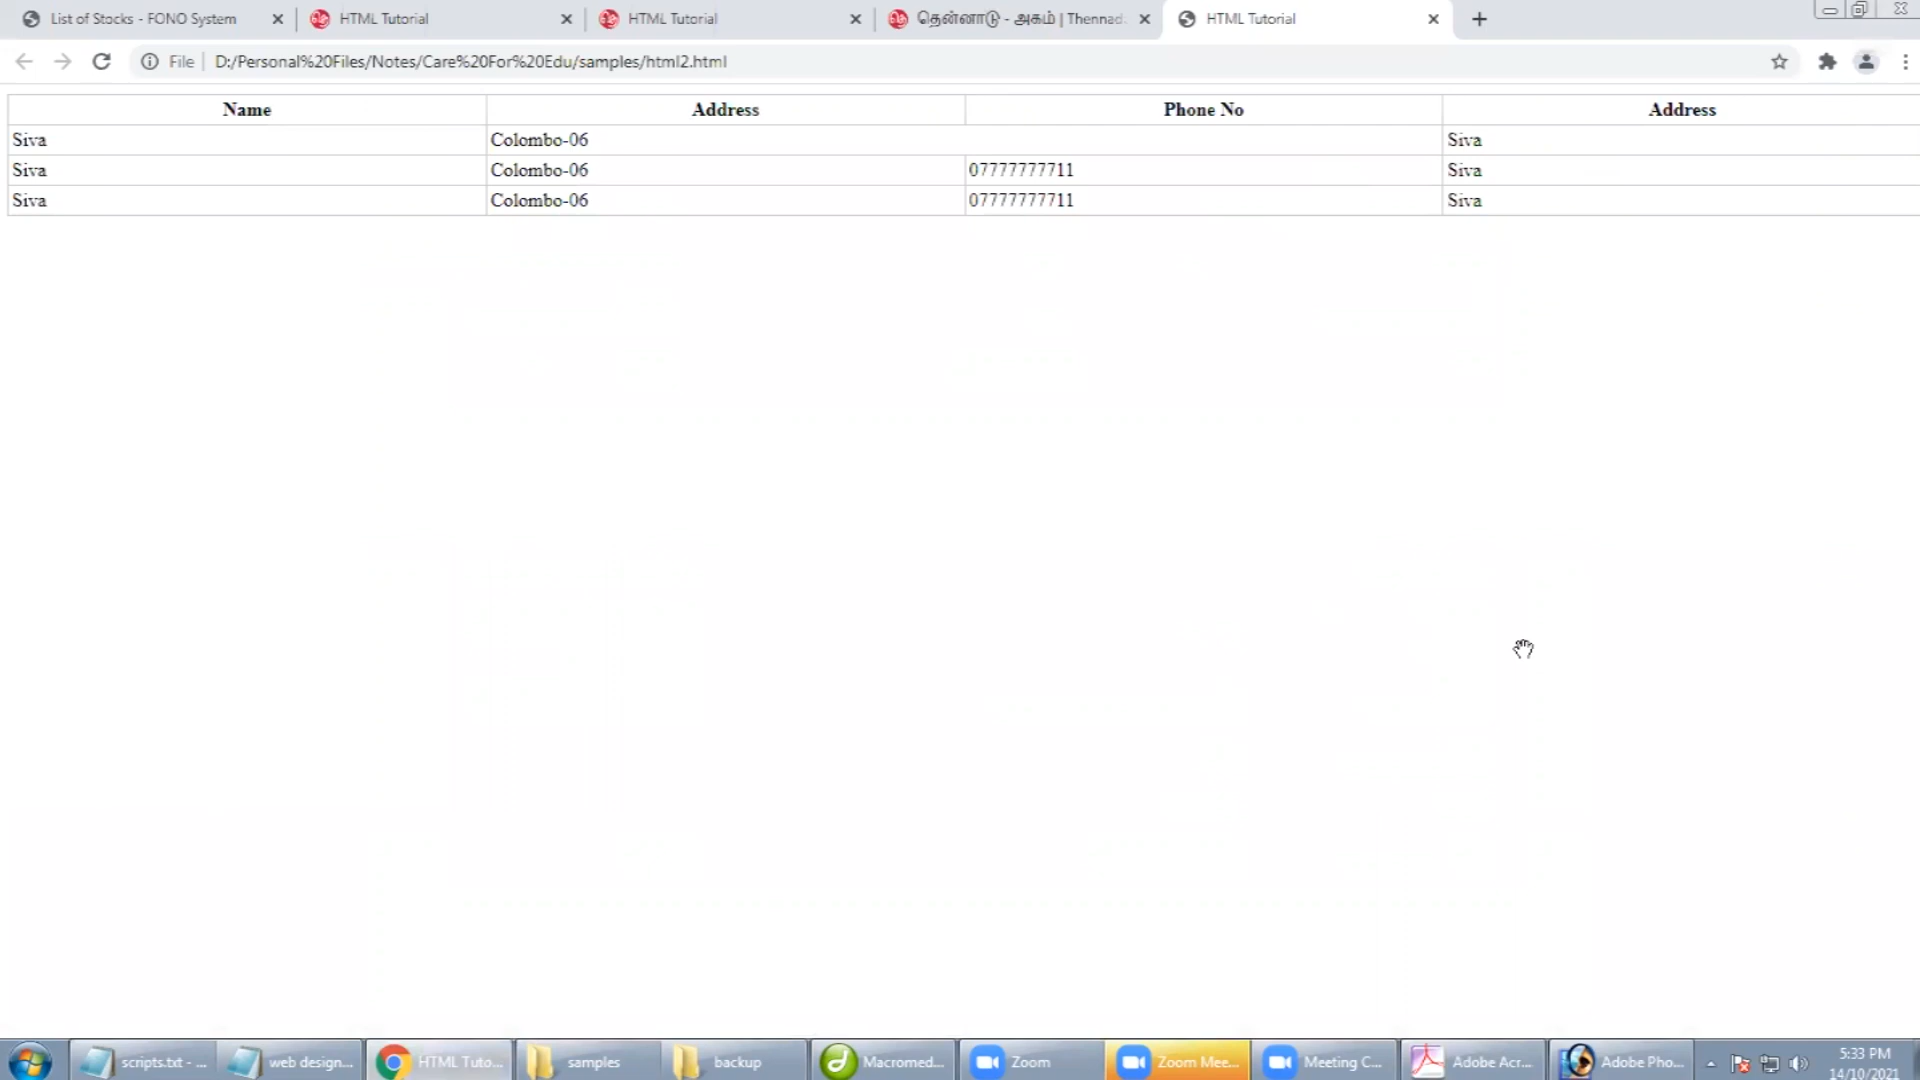 List of Stocks - FONO System
HTML Tutorial
HTML Tutorial
தென்னாடு - அகம் | Thennad
HTML Tutorial
File | D:/Personal%20Files/Notes/Care%20For%20Edu/samples/html2.html
Name Address Phone No Address
Siva Colombo-06 Siva
Siva Colombo-06 07777777711 Siva
Siva Colombo-06 07777777711 Siva
scripts.txt - ... web design... HTML Tuto... samples backup Macromed... Zoom Zoom Mee... Meeting C... Adobe Acr... Adobe Pho... 5:33 PM
14/10/2021